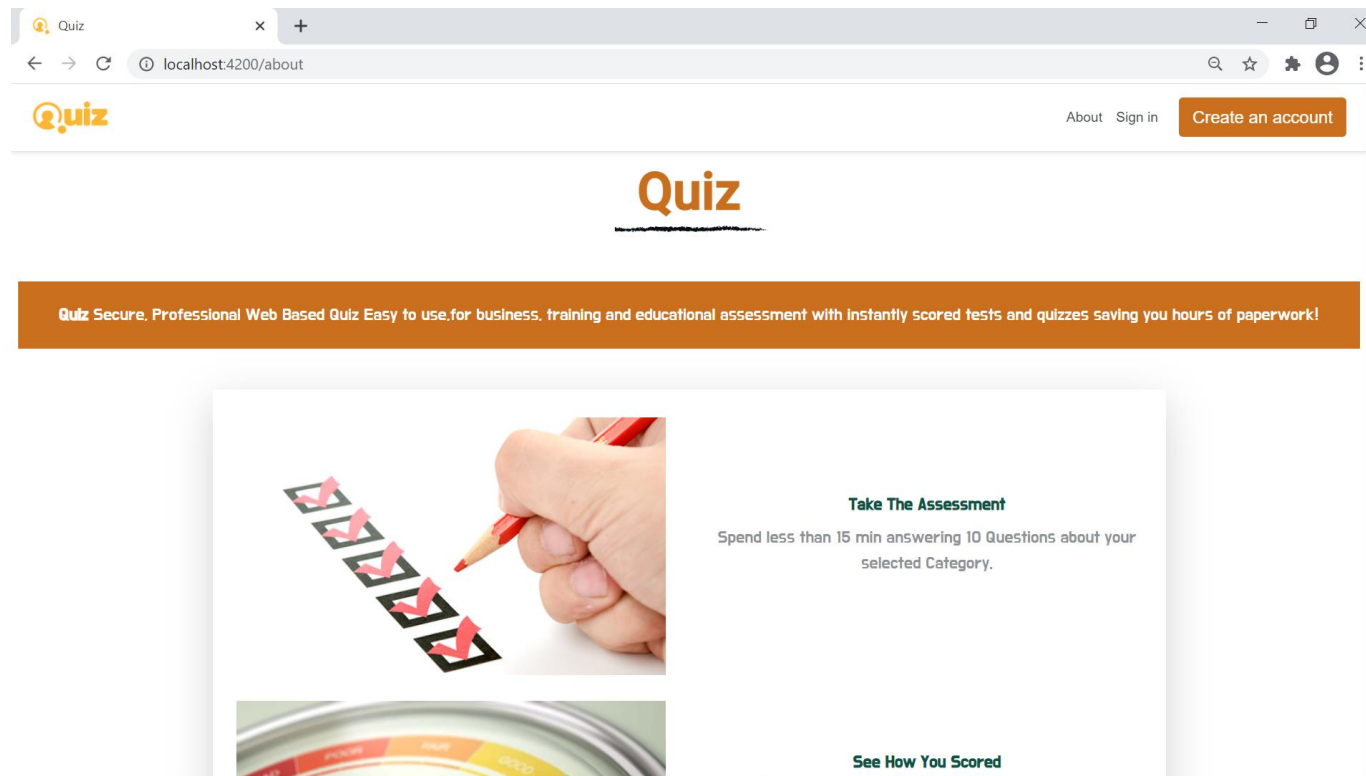 Quiz
localhost:4200/about
Quiz
About Sign in Create an account
Quiz
Quiz Secure, Professional Web Based Quiz Easy to use,for business, training and educational assessment with instantly scored tests and quizzes saving you hours of paperwork!
Take The Assessment
Spend less than 15 min answering 10 Questions about your
selected Category.
POOR FAIR GOOD
See How You Scored